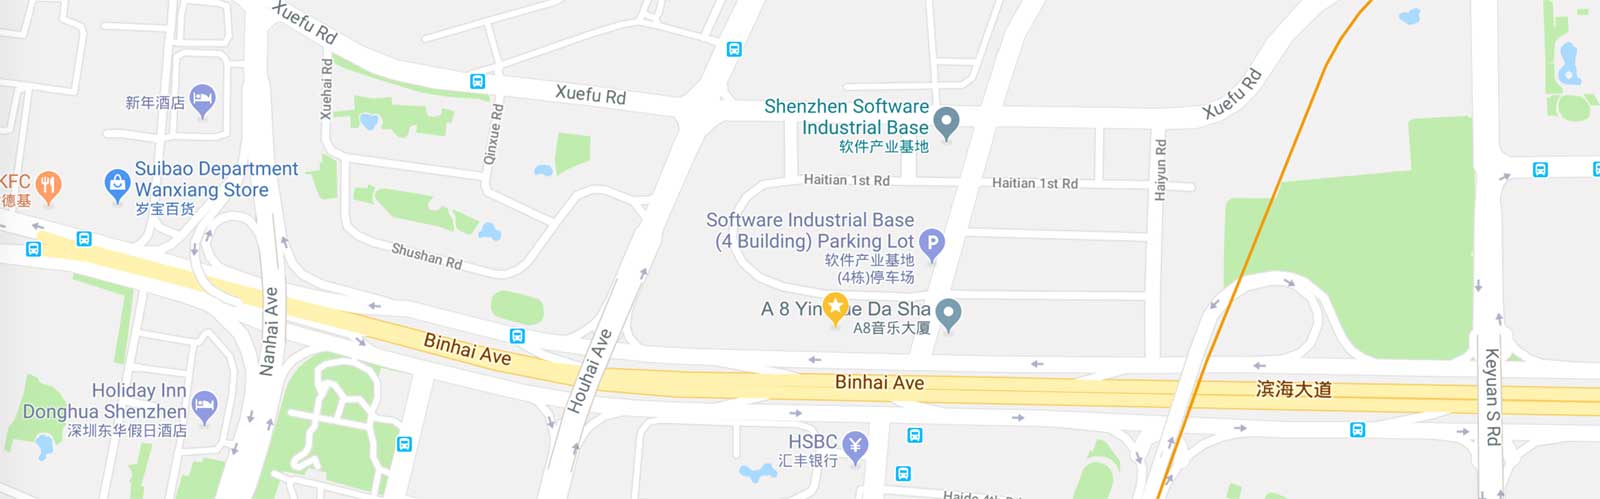 Xuefu Rd
Xuehai Rd
Xuefu Rd
Qinxue Rd
新年酒店
Shenzhen Software
Industrial Base
软件产业基地
Xuefu Rd
Haiyun Rd
KFC
德基
Suibao Department
Wanxiang Store
岁宝百货
Haitian 1st Rd
Haitian 1st Rd
Software Industrial Base
(4 Building) Parking Lot
P
软件产业基地
(4栋)停车场
Shushan Rd
Nanhai Ave
A 8 Yin Da Sha
A8音乐大厦
Binhai Ave
Houhai Ave
Binhai Ave
滨海大道
Keyuan S Rd
Holiday Inn
Donghua Shenzhen
深圳东华假日酒店
HSBC
汇丰银行
¥